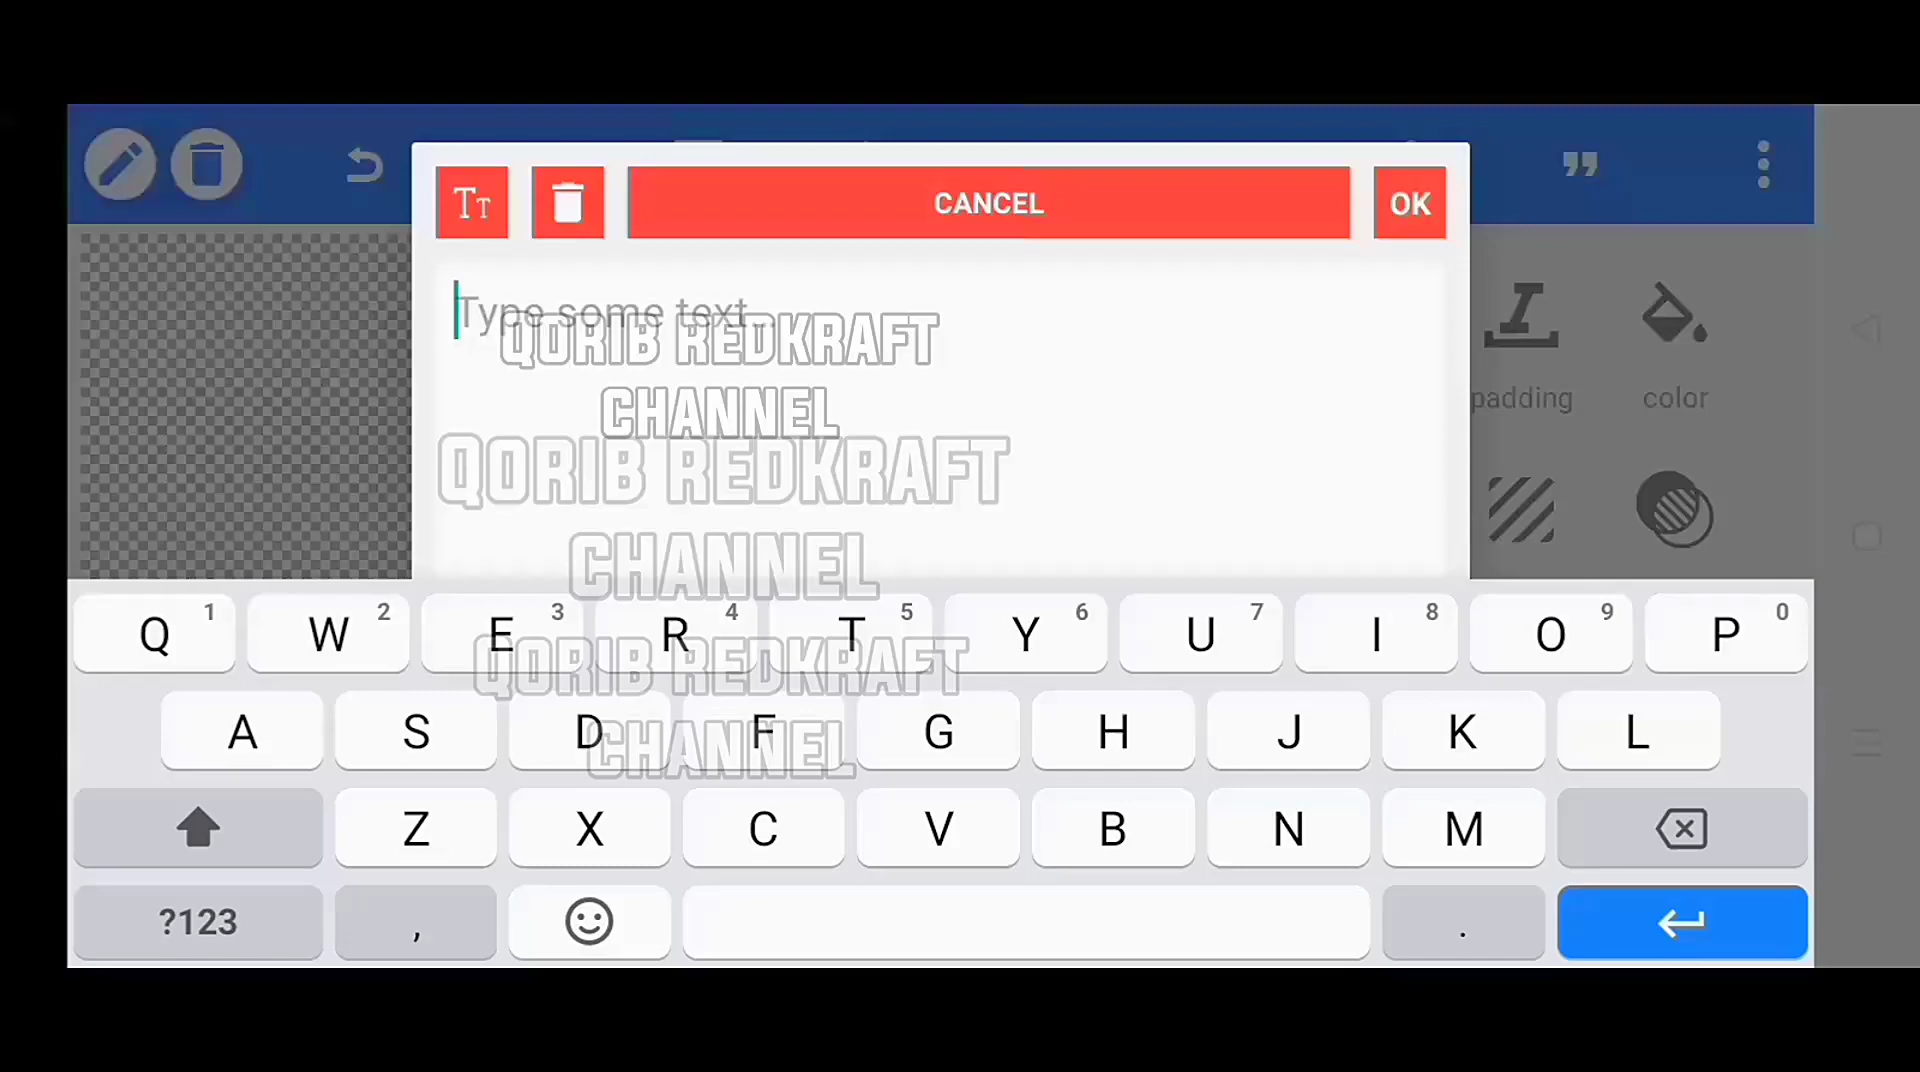 CANCEL
OK
Type some text...
QORIB REDKRAFT
CHANNEL
QORIB REDKRAFT
CHANNEL
QORIB REDKRAFT
CHANNEL
padding
color
Q 1 W 2 E 3 R 4 T 5 Y 6 U 7 I 8 O 9 P 0
A S D F G H J K L
Z X C V B N M
?123 , .